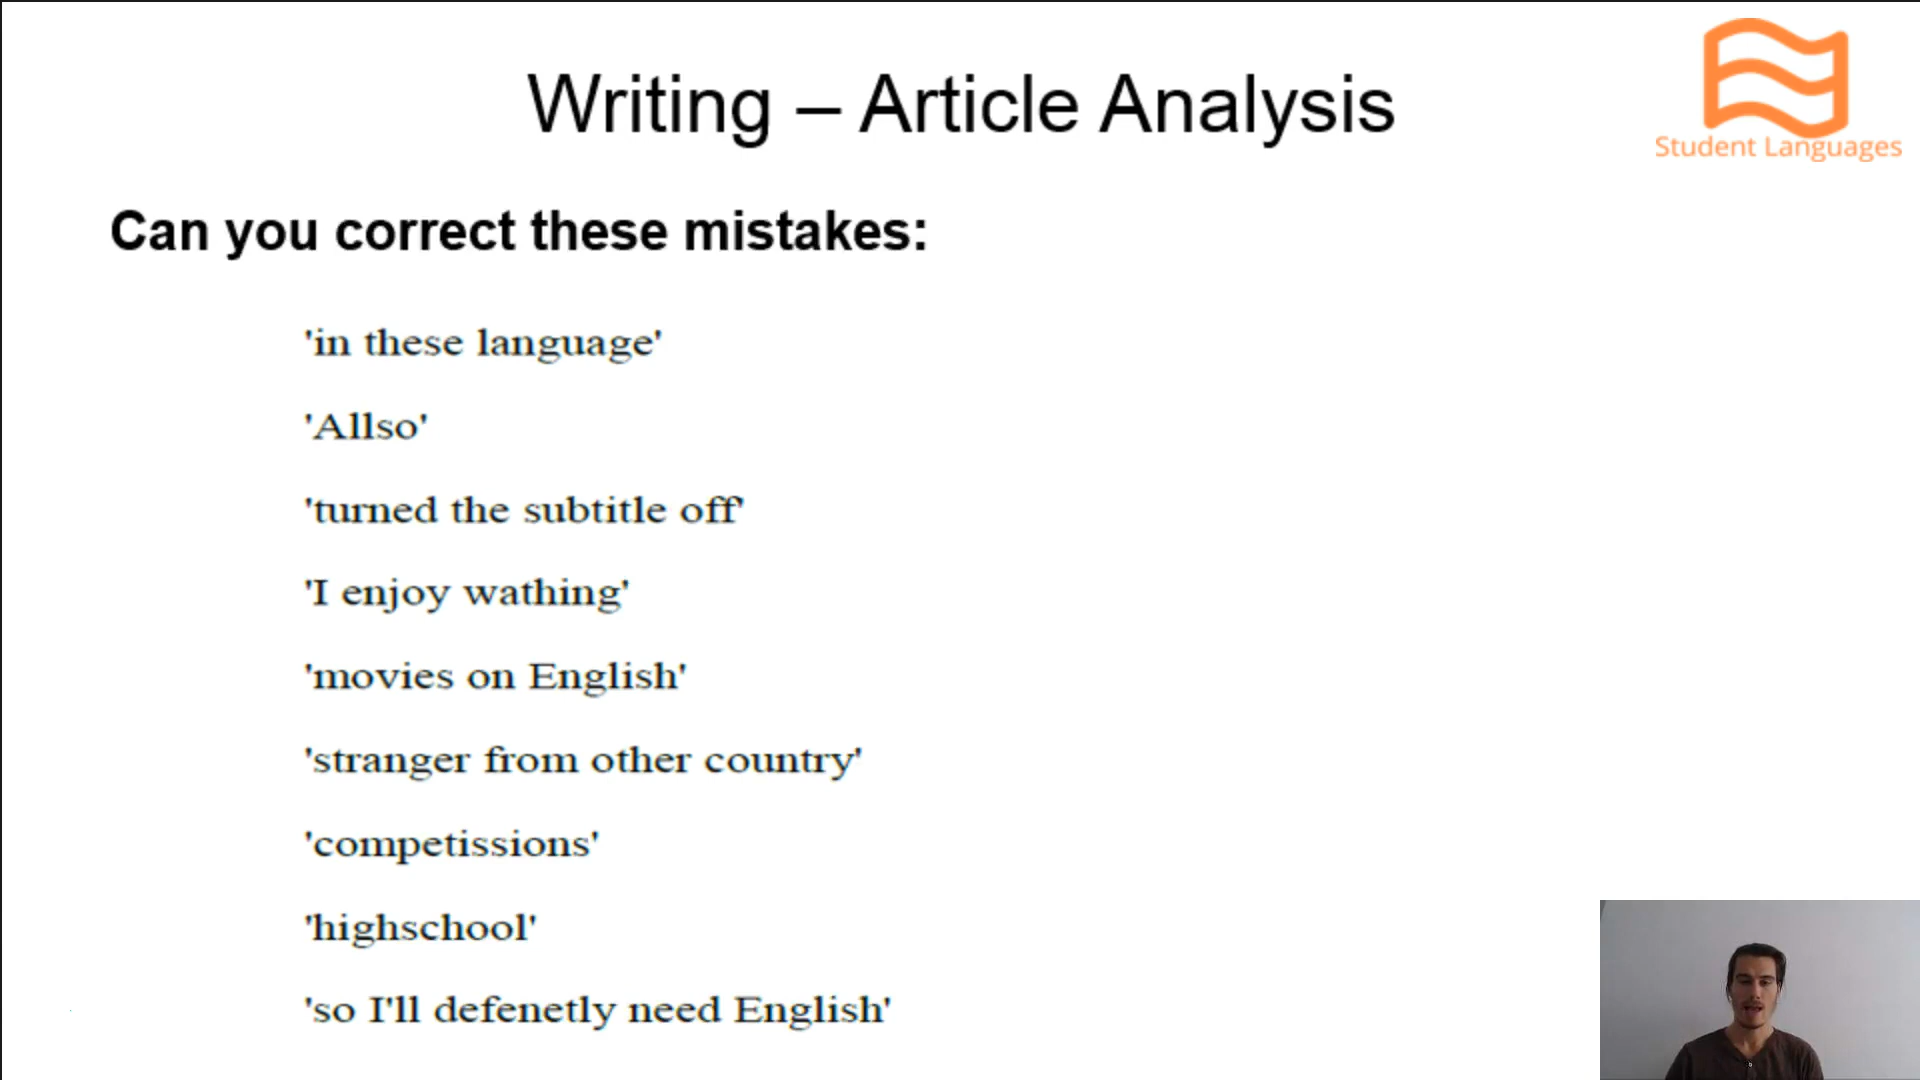 Writing – Article Analysis
Student Languages
Can you correct these mistakes:
'in these language'
'Allso'
'turned the subtitle off'
'I enjoy wathing'
'movies on English'
'stranger from other country'
'competissions'
'highschool'
'so I'll defenetly need English'